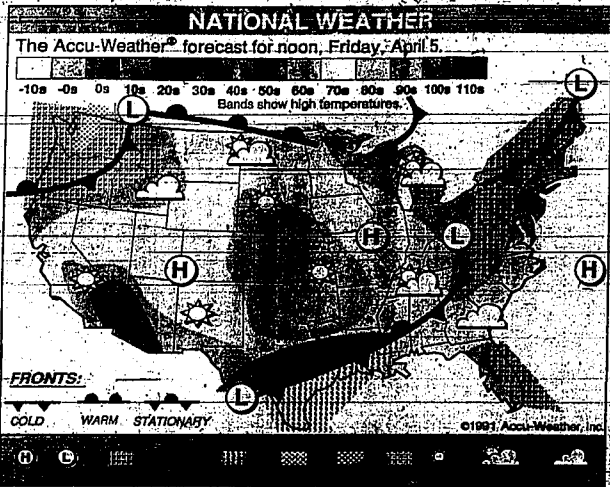 NATIONAL WEATHER
The Accu-Weather® forecast for noon, Friday, April 5.
-10s -0s 0s 10s 20s 30s 40s 50s 60s 70s 80s 90s 100s 110s
Bands show high temperatures.
L
L
H
L
H
H
L
FRONTS:
COLD WARM STATIONARY
©1991 Accu-Weather, Inc.
H L